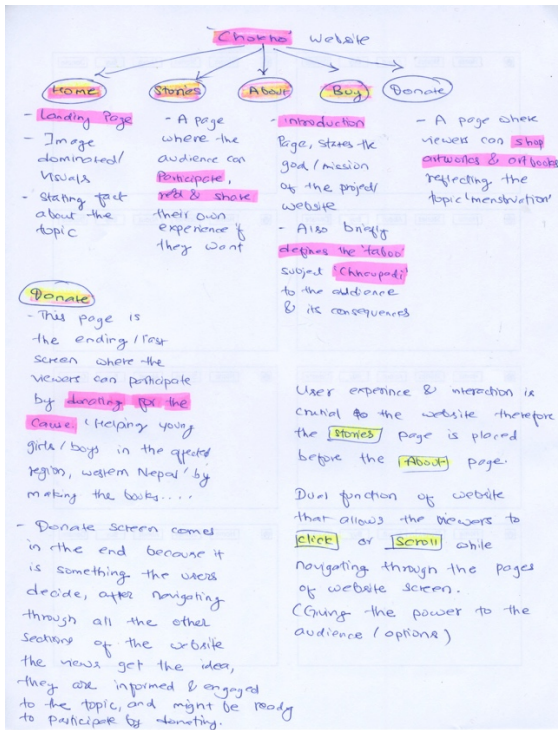 'Chokho' website
Home
Stories
About
Buy
Donate
- Landing Page
- Image
dominated/
visuals
- Stating fact
about the
topic
- A page
where the
audience can
Participate,
read & share
their own
experience if
they want
- introduction
Page, states the
goal/mission
of the project/
website
- Also briefly
defines the 'taboo'
subject 'Chhaupadi'
to the audience
& its consequences
- A page where
viewers can shop
artworks & artbooks
reflecting the
topic 'menstruation'
Donate
- This page is
the ending/last
screen where the
viewers can participate
by donating for the
cause. (Helping young
girls/boys in the affected
region, western Nepal' by
making the books....
- Donate screen comes
in the end because it
is something the users
decide, after navigating
through all the other
sections of the website
the views get the idea,
they are informed & engaged
to the topic, and might be ready
to participate by donating.
User experince & interaction is
crucial to the website therefore
the Stories page is placed
before the About page.
Dual function of website
that allows the viewers to
click or scroll while
navigating through the pages
of website screen.
(Giving the power to the
audience / options)